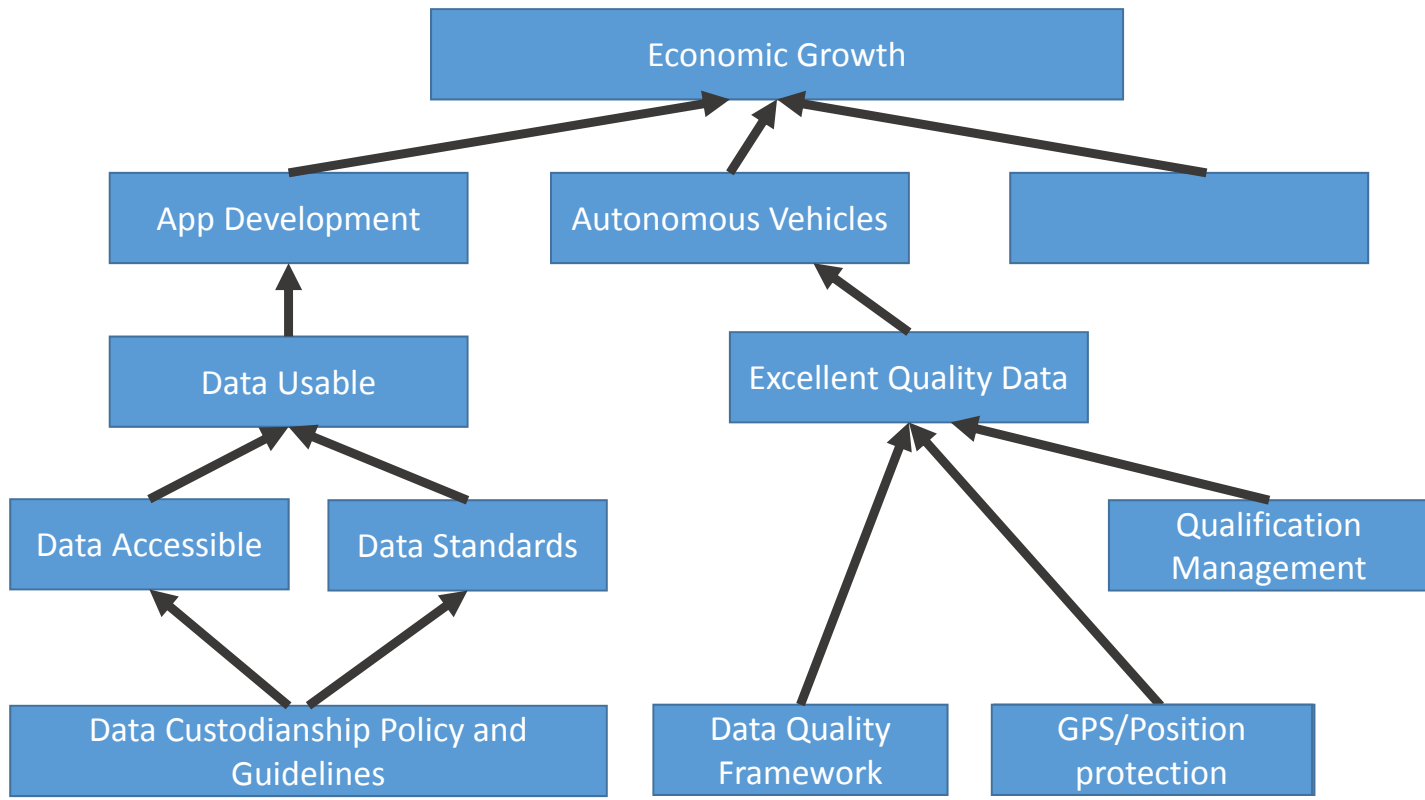 Economic Growth
App Development
Autonomous Vehicles
Data Usable
Excellent Quality Data
Data Accessible
Data Standards
Qualification
Management
Data Custodianship Policy and
Guidelines
Data Quality
Framework
GPS/Position
protection